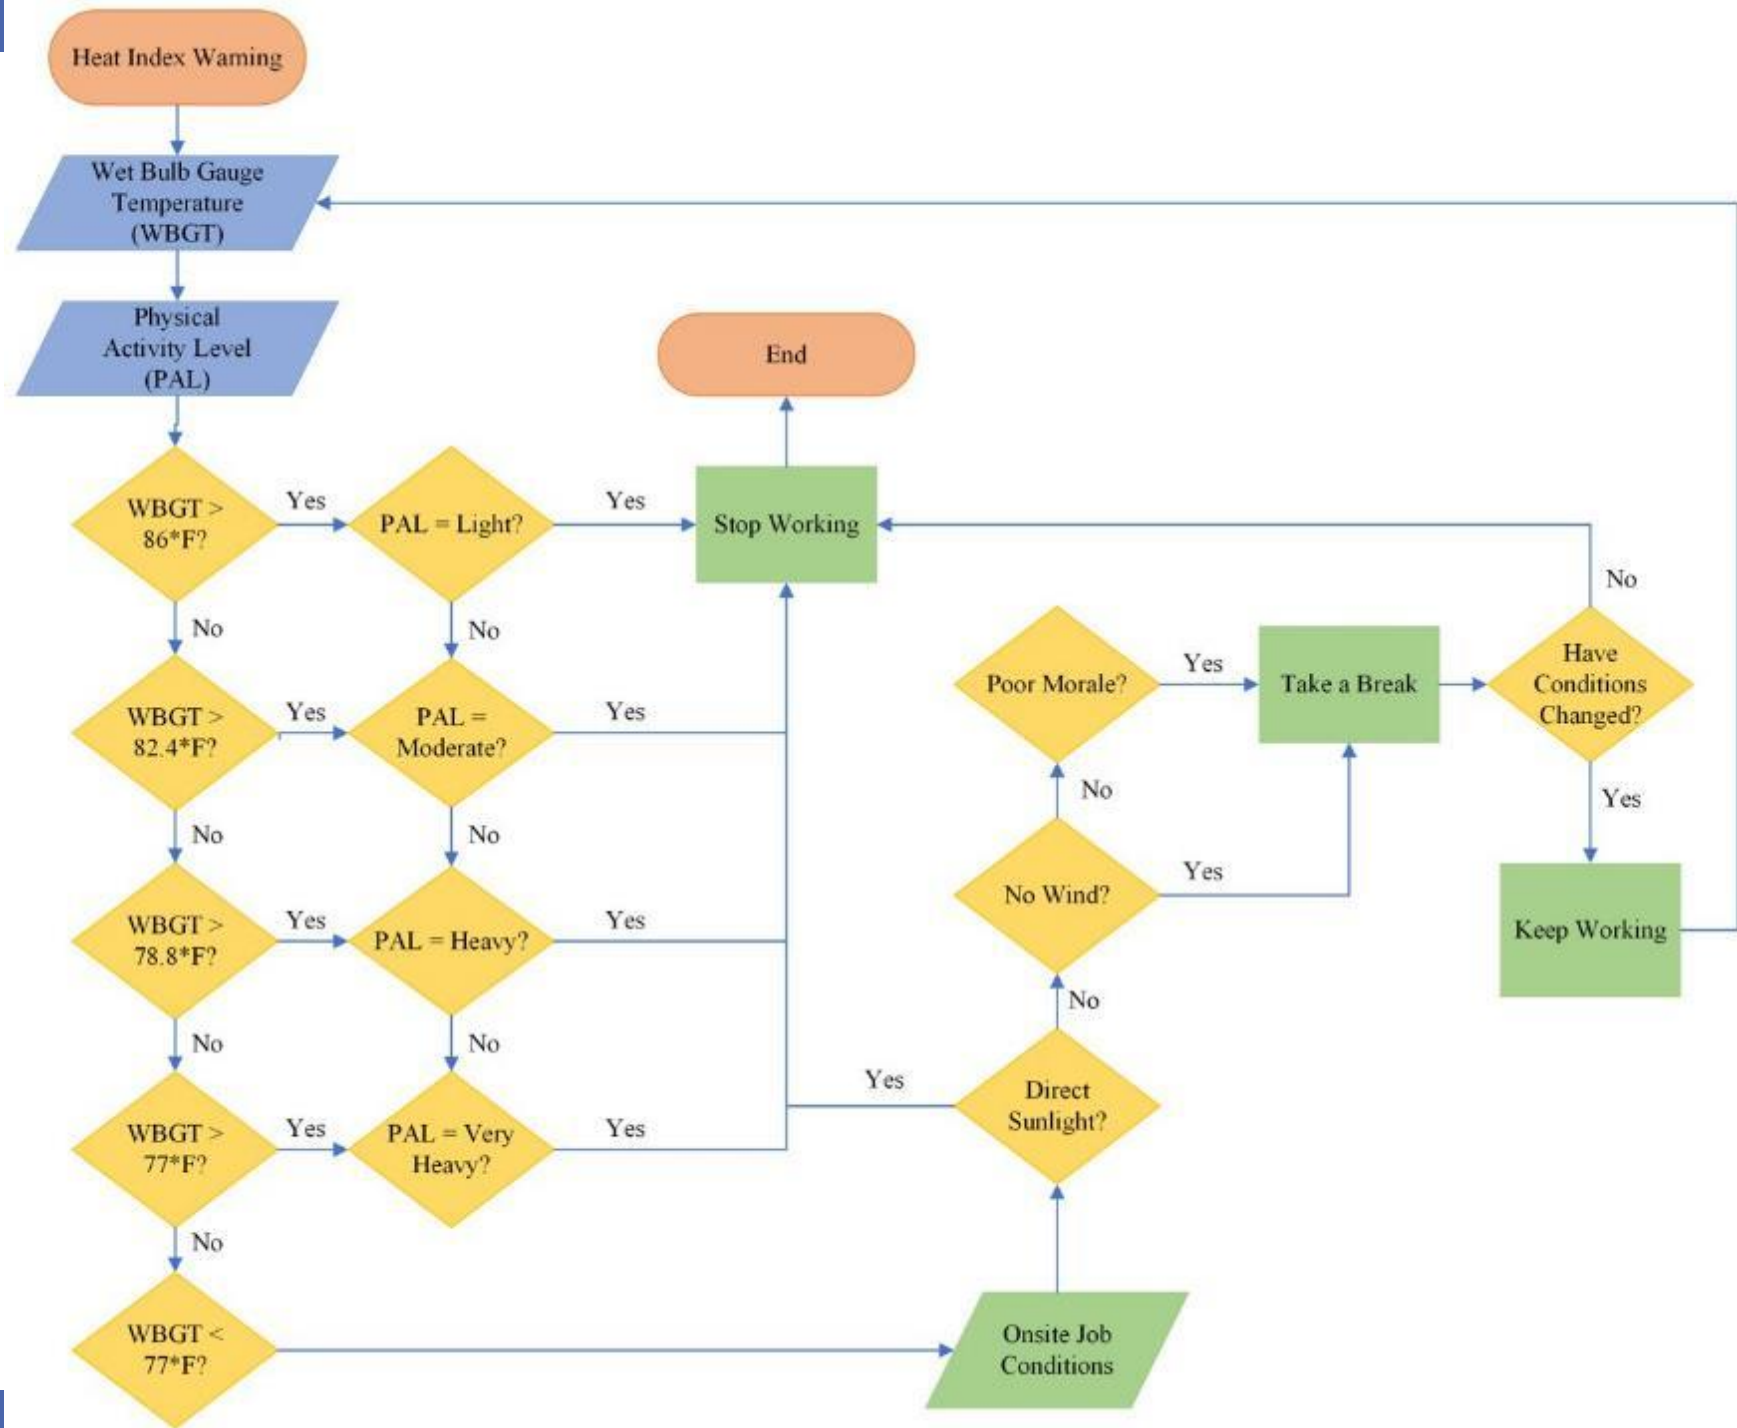 Heat Index Warning
Wet Bulb Gauge
Temperature
(WBGT)
Physical
Activity Level
(PAL)
End
WBGT >
86*F?
Yes
PAL = Light?
Yes
Stop Working
No
No
No
WBGT >
82.4*F?
Yes
PAL =
Moderate?
Yes
Poor Morale?
Yes
Take a Break
Have
Conditions
Changed?
No
No
No
Yes
WBGT >
78.8*F?
Yes
PAL = Heavy?
Yes
No Wind?
Yes
Keep Working
No
No
No
WBGT >
77*F?
Yes
PAL = Very
Heavy?
Yes
Yes
Direct
Sunlight?
No
WBGT <
77*F?
Onsite Job
Conditions